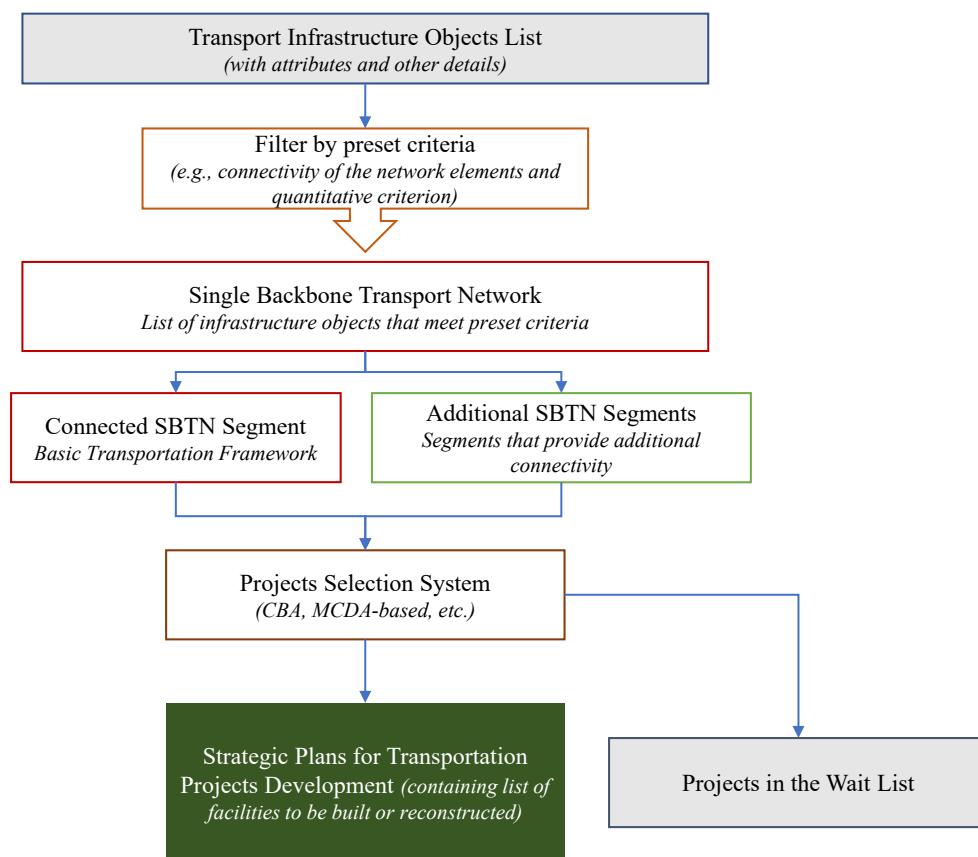 Transport Infrastructure Objects List
(with attributes and other details)
Filter by preset criteria
(e.g., connectivity of the network elements and
quantitative criterion)
Single Backbone Transport Network
List of infrastructure objects that meet preset criteria
Connected SBTN Segment
Basic Transportation Framework
Additional SBTN Segments
Segments that provide additional
connectivity
Projects Selection System
(CBA, MCDA-based, etc.)
Strategic Plans for Transportation
Projects Development (containing list of
facilities to be built or reconstructed)
Projects in the Wait List